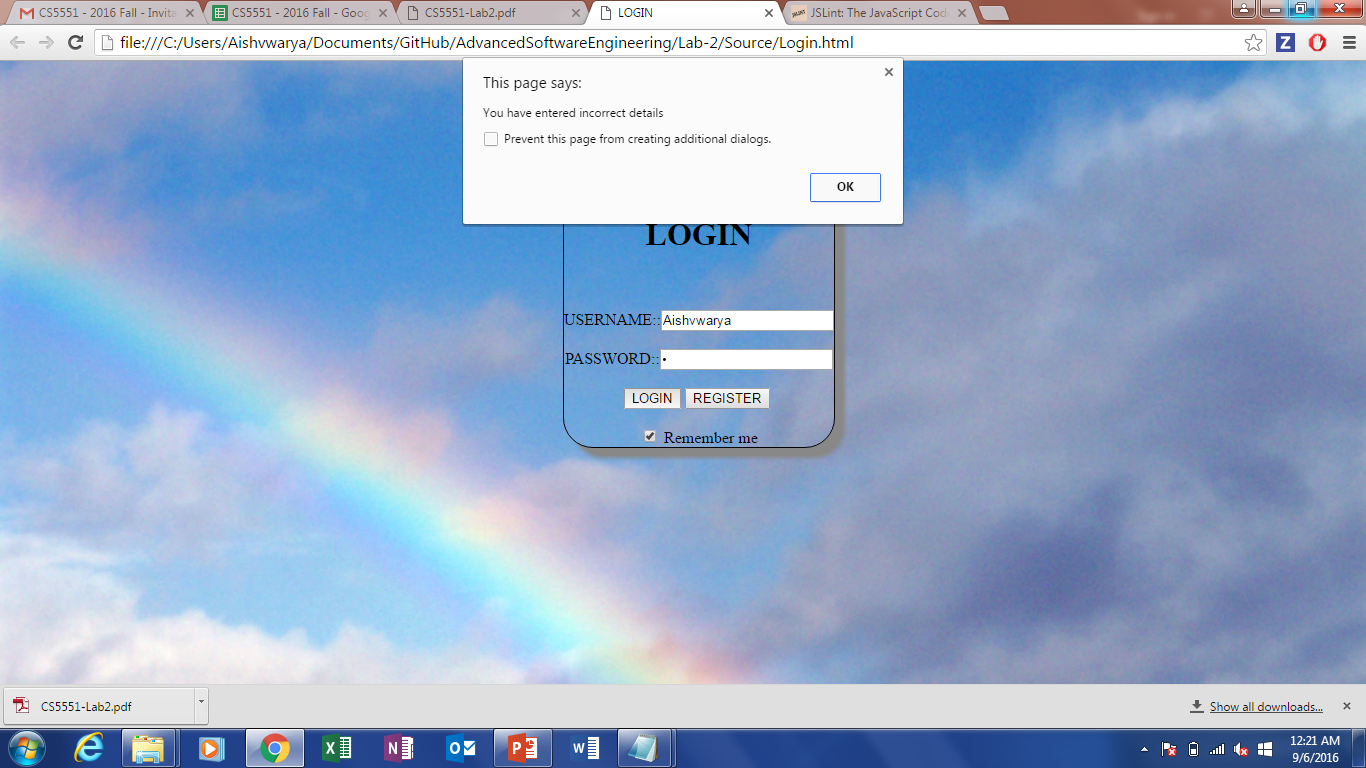 CS5551 - 2016 Fall - Invita
CS5551 - 2016 Fall - Goog
CS5551-Lab2.pdf
LOGIN
JSLint: The JavaScript Cod
file:///C:/Users/Aishvwarya/Documents/GitHub/AdvancedSoftwareEngineering/Lab-2/Source/Login.html
Z
This page says:
You have entered incorrect details
Prevent this page from creating additional dialogs.
OK
LOGIN
USERNAME::Aishvwarya
PASSWORD::•
LOGIN REGISTER
Remember me
CS5551-Lab2.pdf
Show all downloads...
12:21 AM
9/6/2016